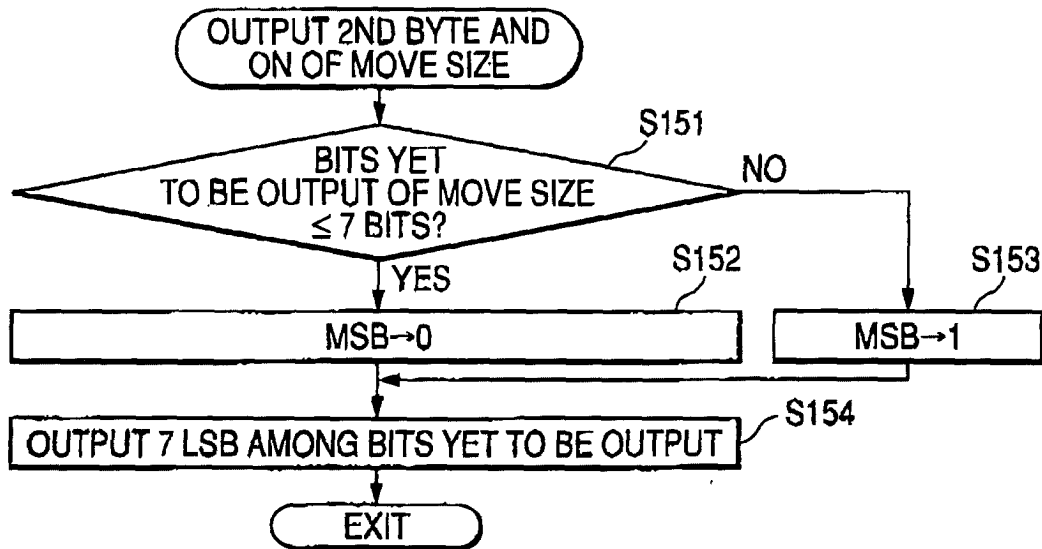 OUTPUT 2ND BYTE AND
ON OF MOVE SIZE
S151
BITS YET
TO BE OUTPUT OF MOVE SIZE
≤ 7 BITS?
NO
YES
S152
S153
MSB→0
MSB→1
S154
OUTPUT 7 LSB AMONG BITS YET TO BE OUTPUT
EXIT